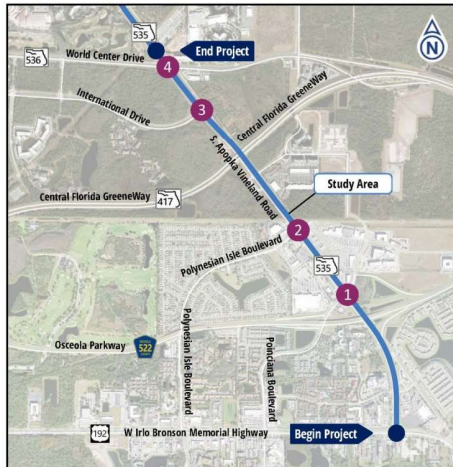 535
End Project
N
536
World Center Drive
4
International Drive
3
Central Florida GreeneWay
S. Apopka Vineland Road
Central Florida GreeneWay
417
Study Area
2
Polynesian Isle Boulevard
535
1
Osceola Parkway
522
Polynesian Isle Boulevard
Poinciana Boulevard
192
W Irlo Bronson Memorial Highway
Begin Project